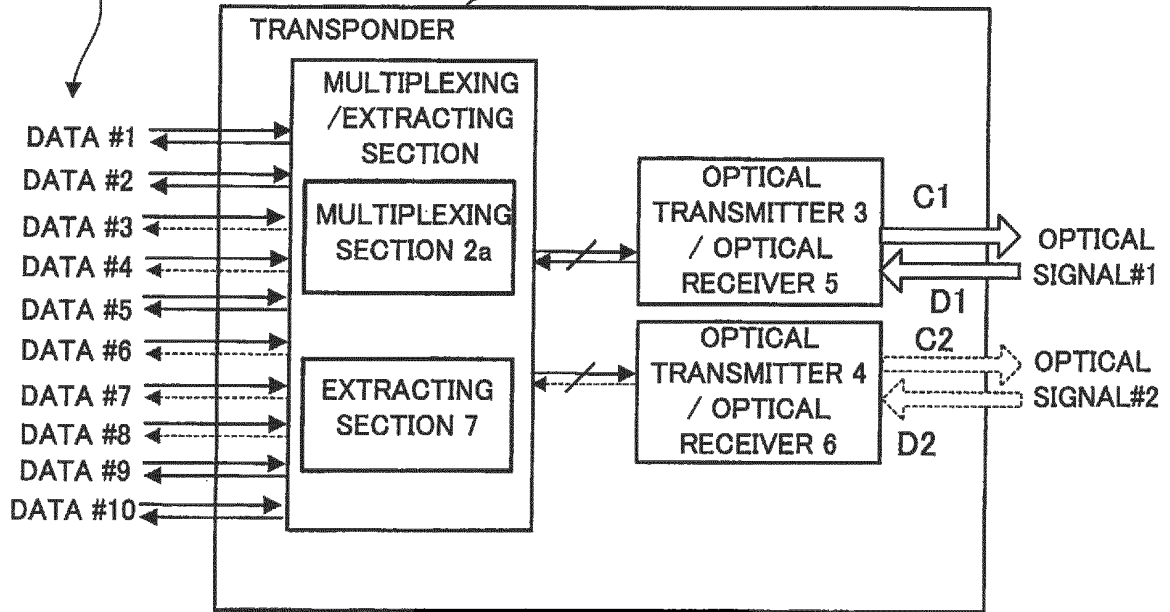 TRANSPONDER
MULTIPLEXING
/EXTRACTING
SECTION
MULTIPLEXING
SECTION 2a
EXTRACTING
SECTION 7
DATA #1
DATA #2
DATA #3
DATA #4
DATA #5
DATA #6
DATA #7
DATA #8
DATA #9
DATA #10
OPTICAL
TRANSMITTER 3
/ OPTICAL
RECEIVER 5
C1
D1
OPTICAL
SIGNAL#1
OPTICAL
TRANSMITTER 4
/ OPTICAL
RECEIVER 6
C2
D2
OPTICAL
SIGNAL#2